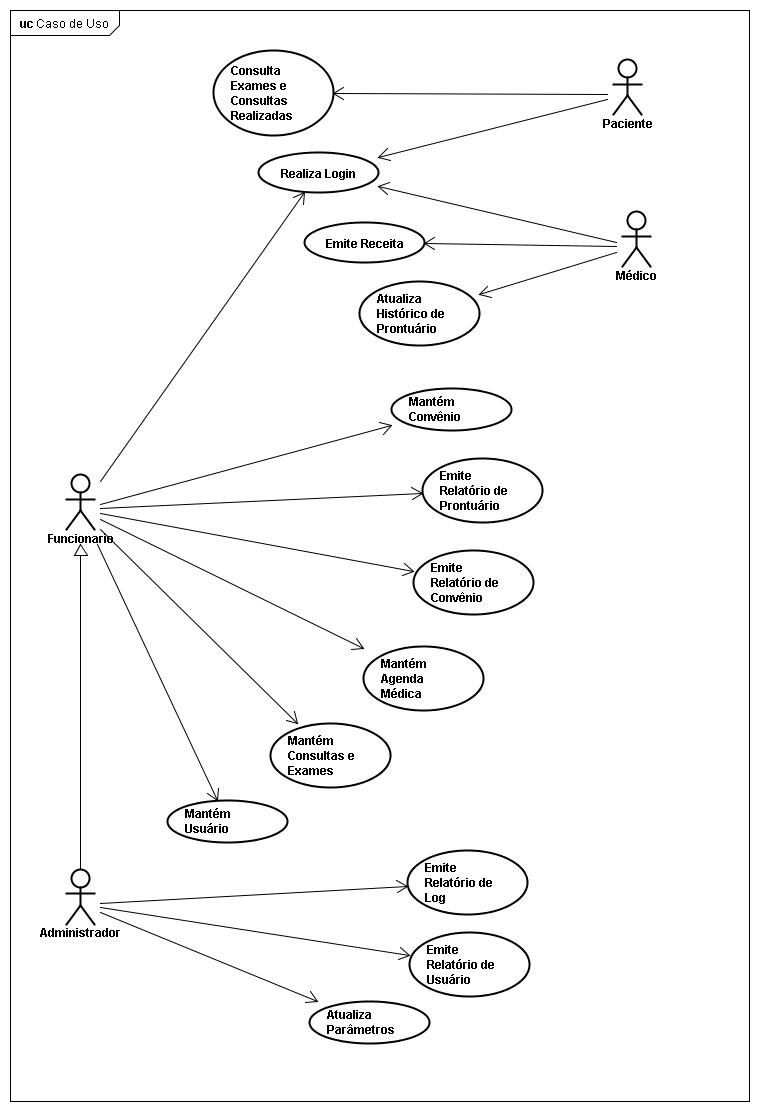 uc Caso de Uso
Consulta
Exames e
Consultas
Realizadas
Paciente
Realiza Login
Emite Receita
Médico
Atualiza
Histórico de
Prontuário
Mantém
Convênio
Emite
Relatório de
Prontuário
Funcionario
Emite
Relatório de
Convênio
Mantém
Agenda
Médica
Mantém
Consultas e
Exames
Mantém
Usuário
Emite
Relatório de
Log
Administrador
Emite
Relatório de
Usuário
Atualiza
Parâmetros